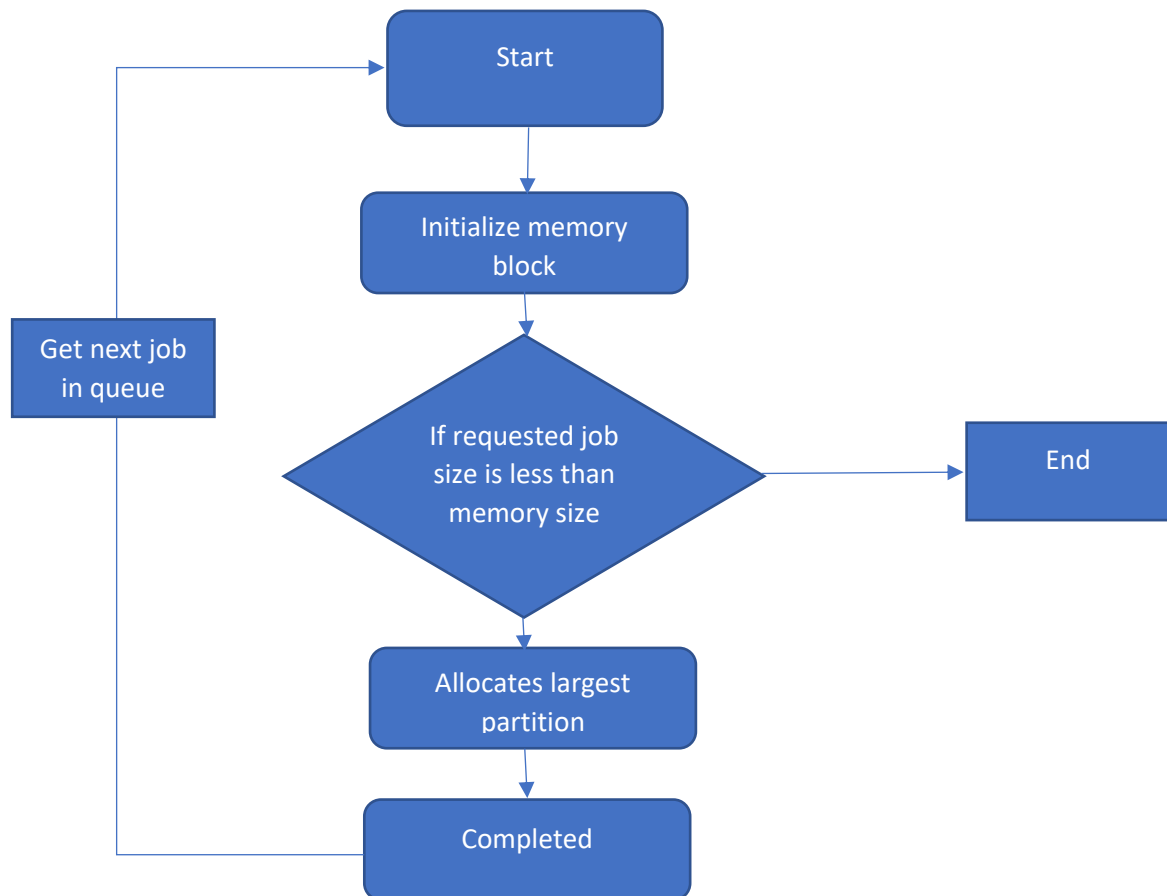 Start
Initialize memory
block
Get next job
in queue
If requested job
size is less than
memory size
End
Allocates largest
partition
Completed